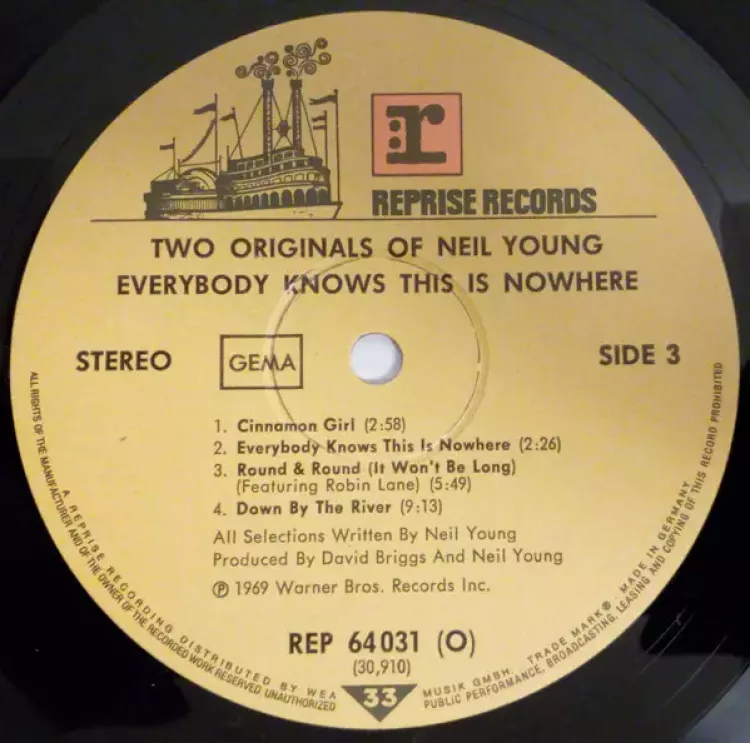 r
REPRISE RECORDS
TWO ORIGINALS OF NEIL YOUNG
EVERYBODY KNOWS THIS IS NOWHERE
STEREO
GEMA
SIDE 3
1. Cinnamon Girl (2:58)
2. Everybody Knows This Is Nowhere (2:26)
3. Round & Round (It Won't Be Long)
(Featuring Robin Lane) (5:49)
4. Down By The River (9:13)
All Selections Written By Neil Young
Produced By David Briggs And Neil Young
Ⓟ 1969 Warner Bros. Records Inc.
REP 64 031 (O)
(30,910)
33
A REPRISE RECORDING DISTRIBUTED BY WEA MUSIK GMBH. TRADE MARK® · MADE IN GERMANY
ALL RIGHTS OF THE MANUFACTURER AND OF THE OWNER OF THE RECORDED WORK RESERVED UNAUTHORIZED PUBLIC PERFORMANCE, BROADCASTING, LEASING AND COPYING OF THIS RECORD PROHIBITED